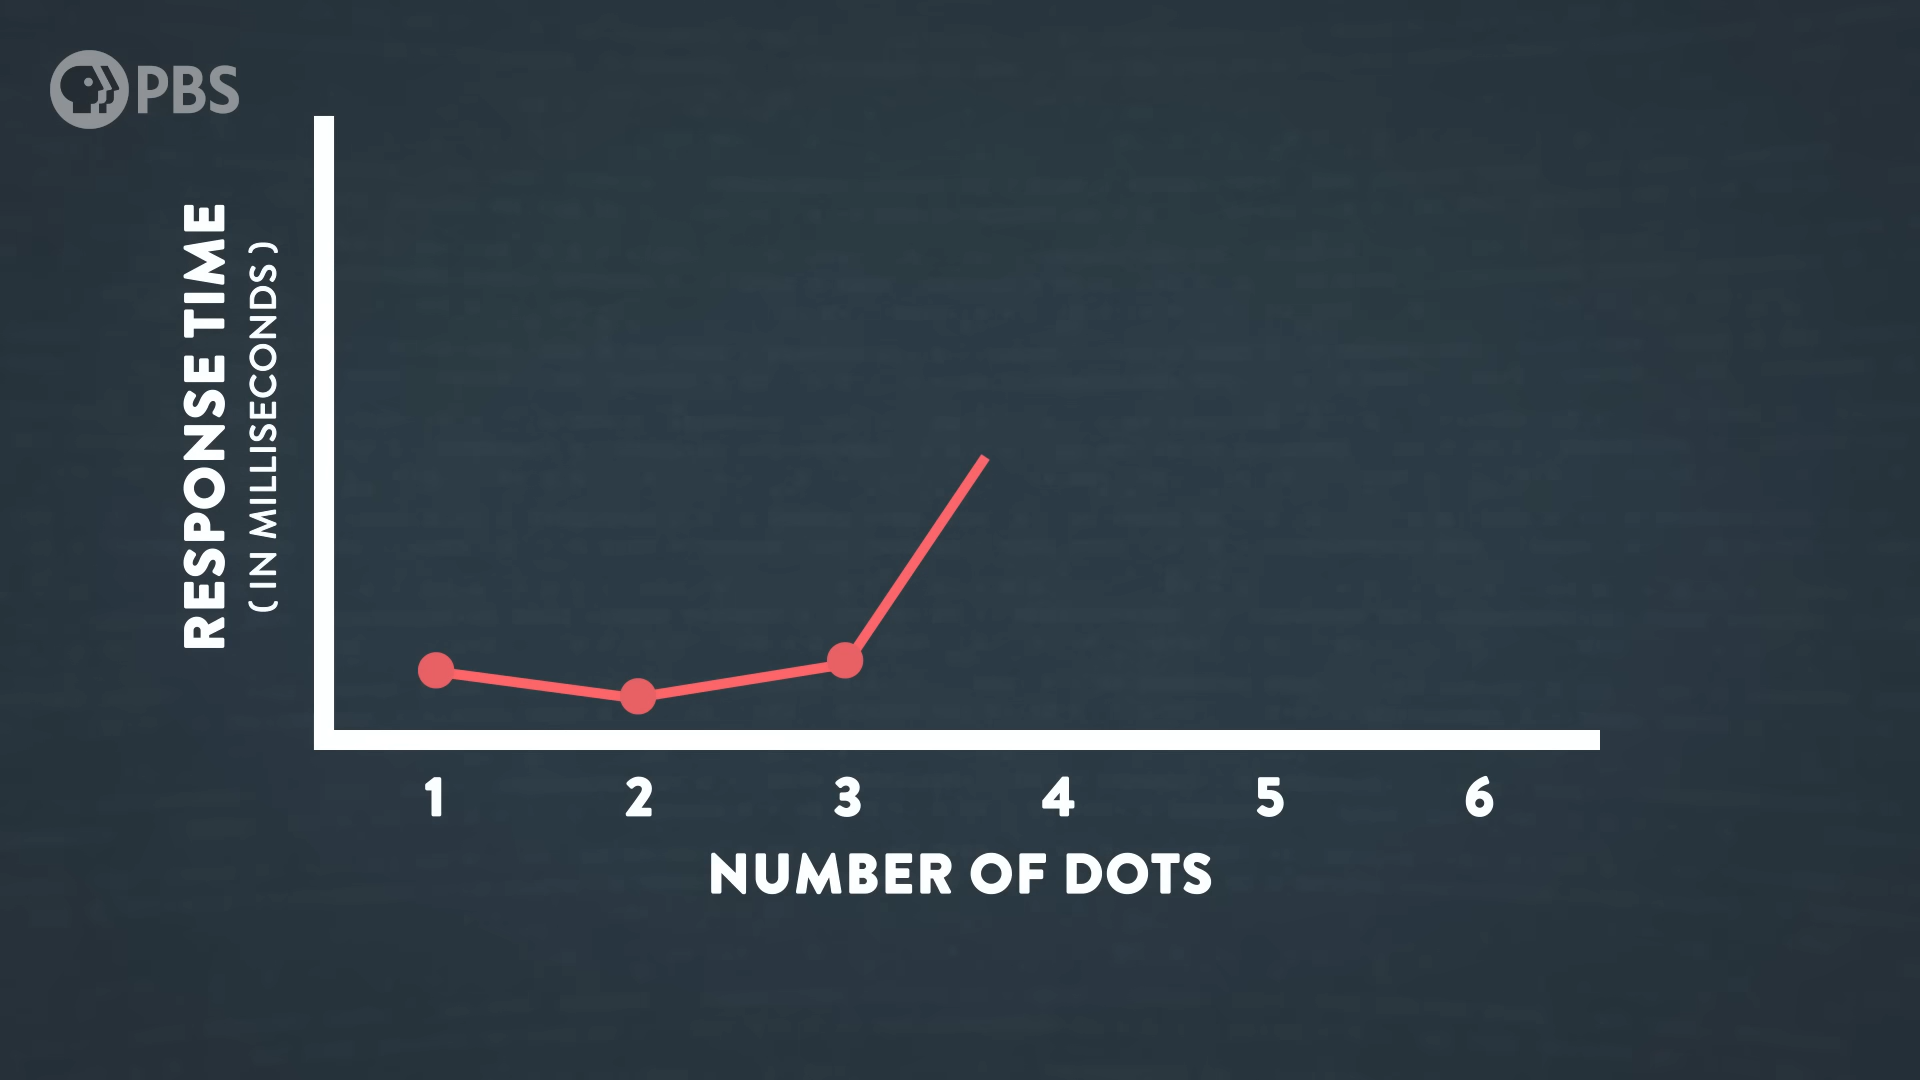 PBS
RESPONSE TIME
(IN MILLISECONDS)
1 2 3 4 5 6
NUMBER OF DOTS